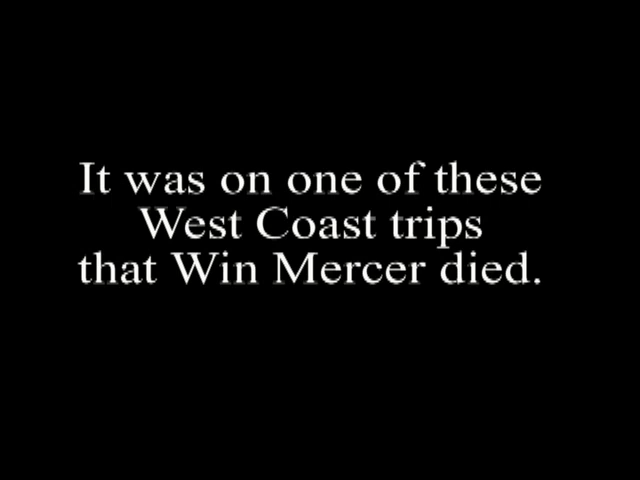 It was on one of these
West Coast trips
that Win Mercer died.